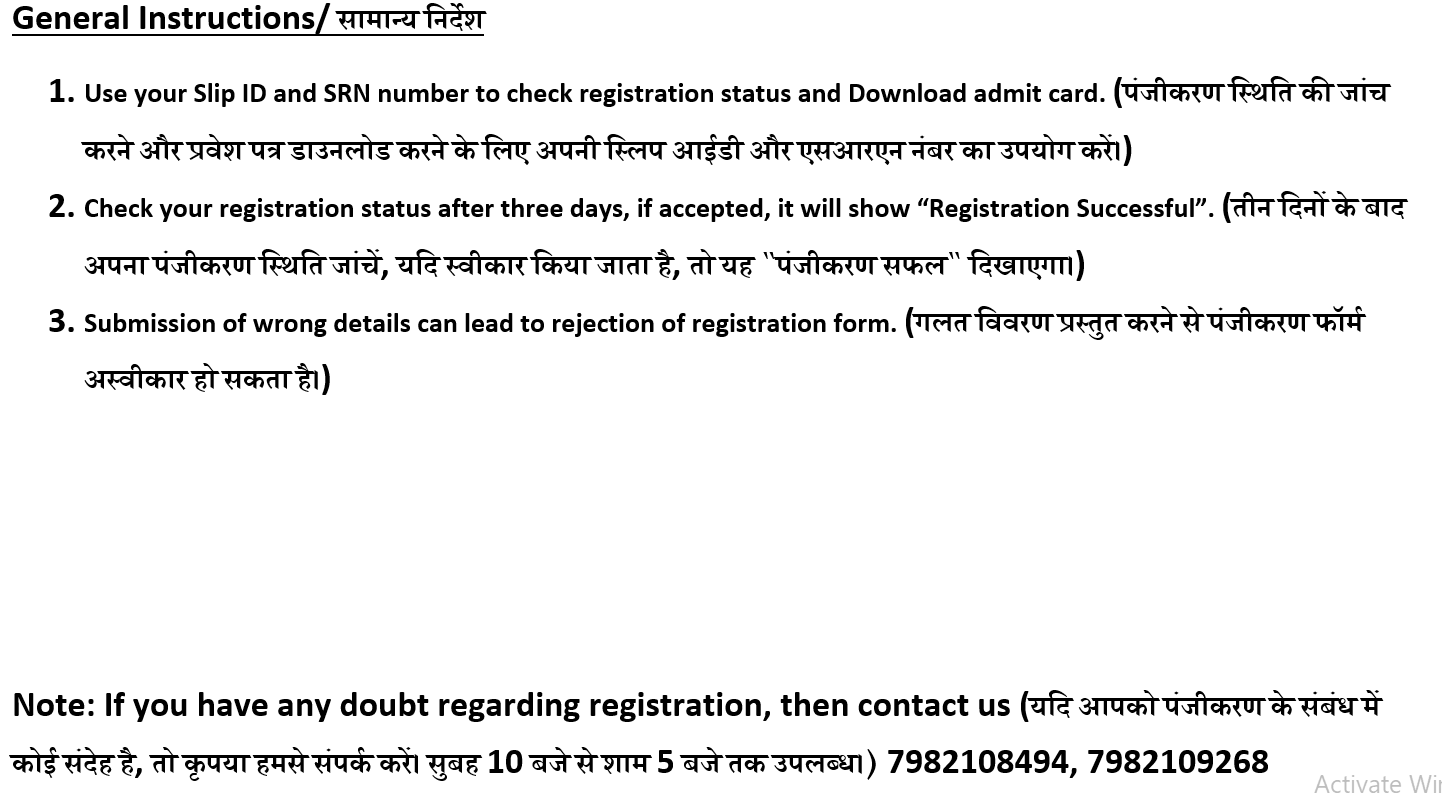 General Instructions/ सामान्य निर्देश
1. Use your Slip ID and SRN number to check registration status and Download admit card. (पंजीकरण स्थिति की जांच
करने और प्रवेश पत्र डाउनलोड करने के लिए अपनी स्लिप आईडी और एसआरएन नंबर का उपयोग करें।)
2. Check your registration status after three days, if accepted, it will show “Registration Successful”. (तीन दिनों के बाद
अपना पंजीकरण स्थिति जांचें, यदि स्वीकार किया जाता है, तो यह ``पंजीकरण सफल`` दिखाएगा।)
3. Submission of wrong details can lead to rejection of registration form. (गलत विवरण प्रस्तुत करने से पंजीकरण फॉर्म
अस्वीकार हो सकता है।)
Note: If you have any doubt regarding registration, then contact us (यदि आपको पंजीकरण के संबंध में
कोई संदेह है, तो कृपया हमसे संपर्क करें। सुबह 10 बजे से शाम 5 बजे तक उपलब्ध।) 7982108494, 7982109268
Activate